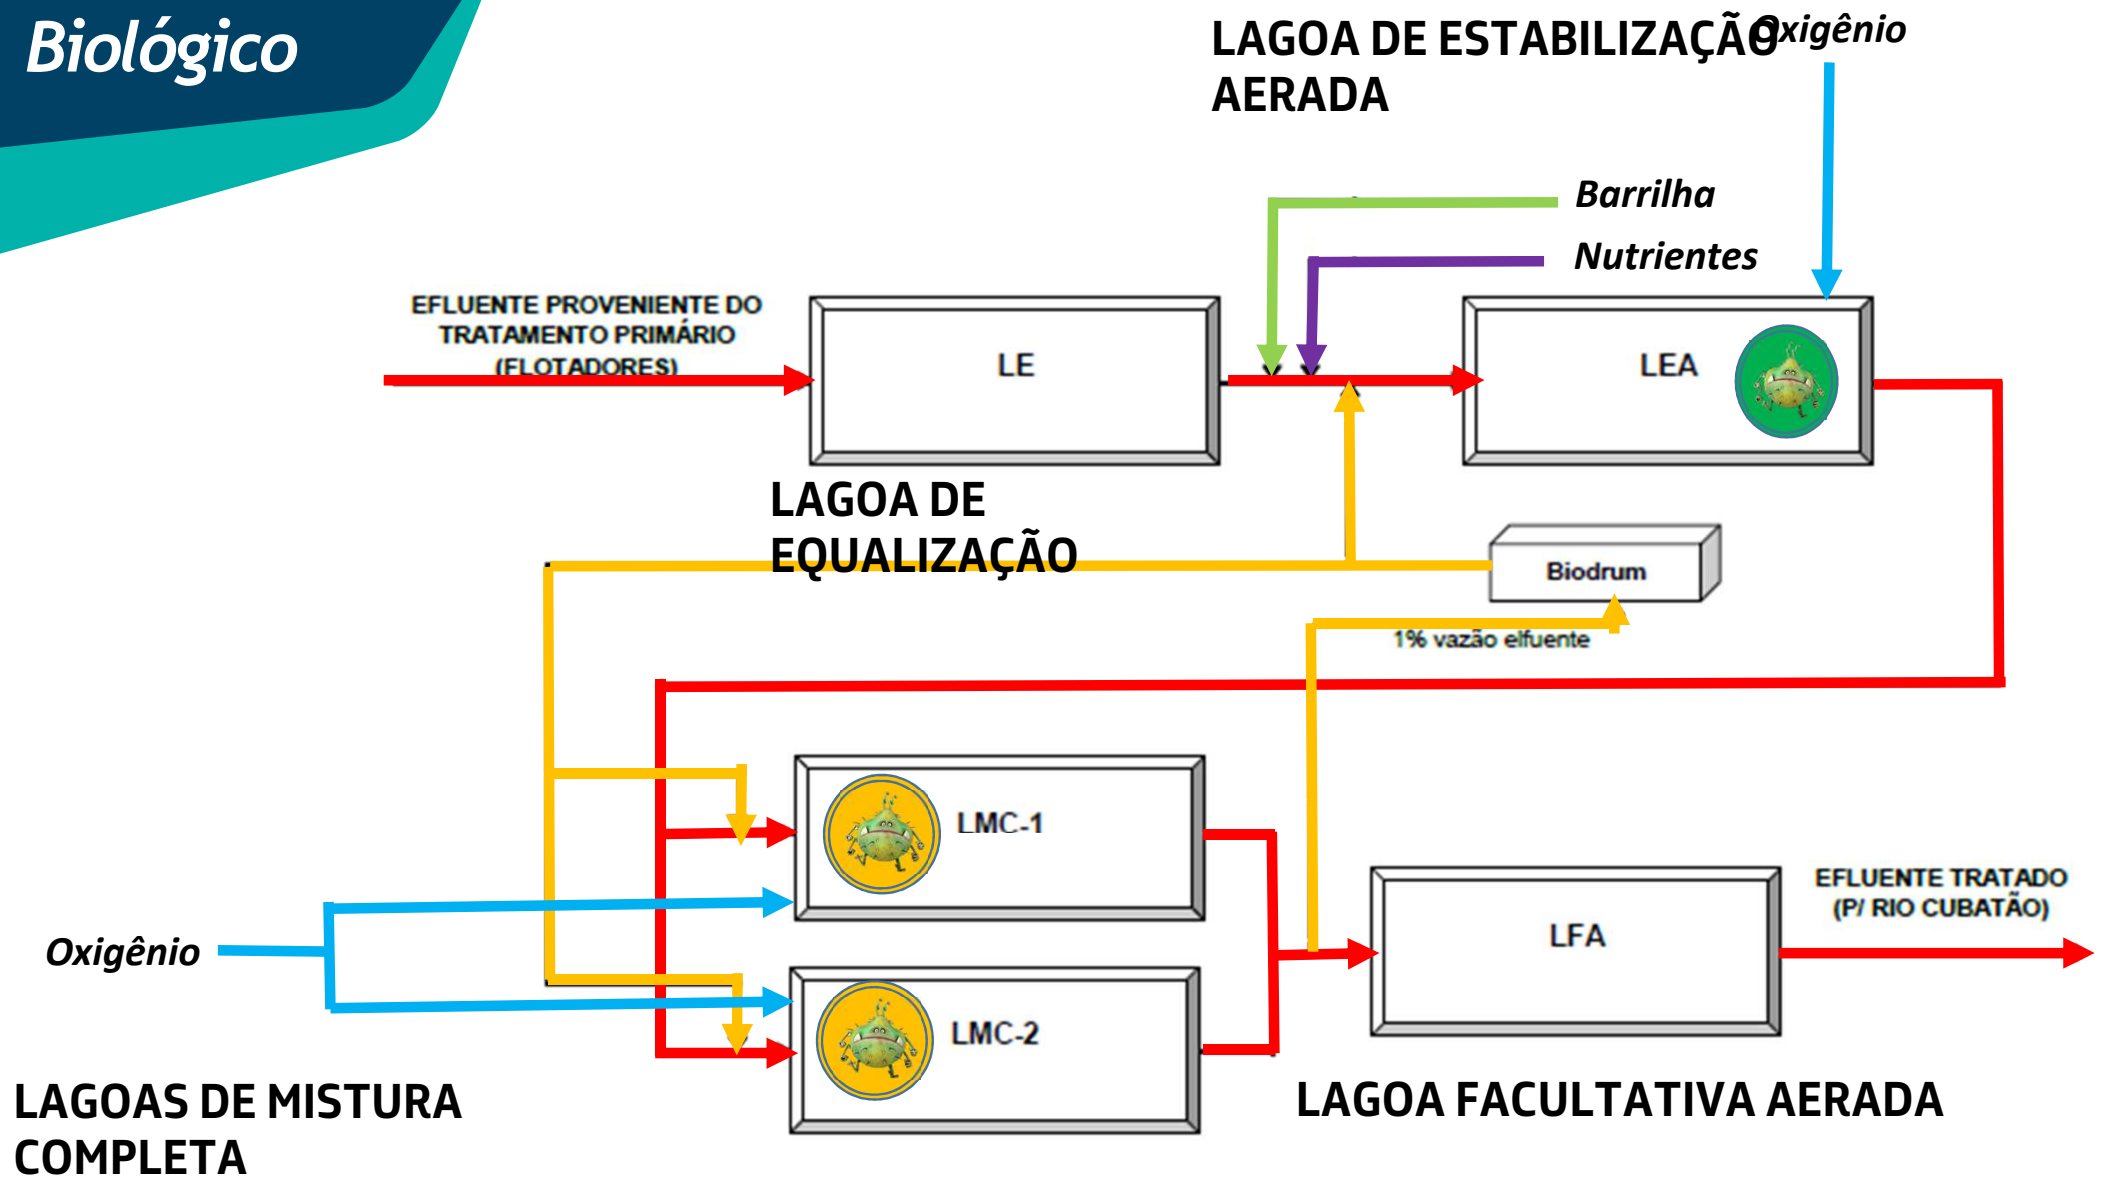 Biológico
LAGOA DE ESTABILIZAÇÃO
AERADA
Oxigênio
Barrilha
Nutrientes
EFLUENTE PROVENIENTE DO
TRATAMENTO PRIMÁRIO
(FLOTADORES)
LE
LEA
LAGOA DE
EQUALIZAÇÃO
Biodrum
1% vazão elfuente
LMC-1
EFLUENTE TRATADO
(P/ RIO CUBATÃO)
LFA
Oxigênio
LMC-2
LAGOAS DE MISTURA
COMPLETA
LAGOA FACULTATIVA AERADA